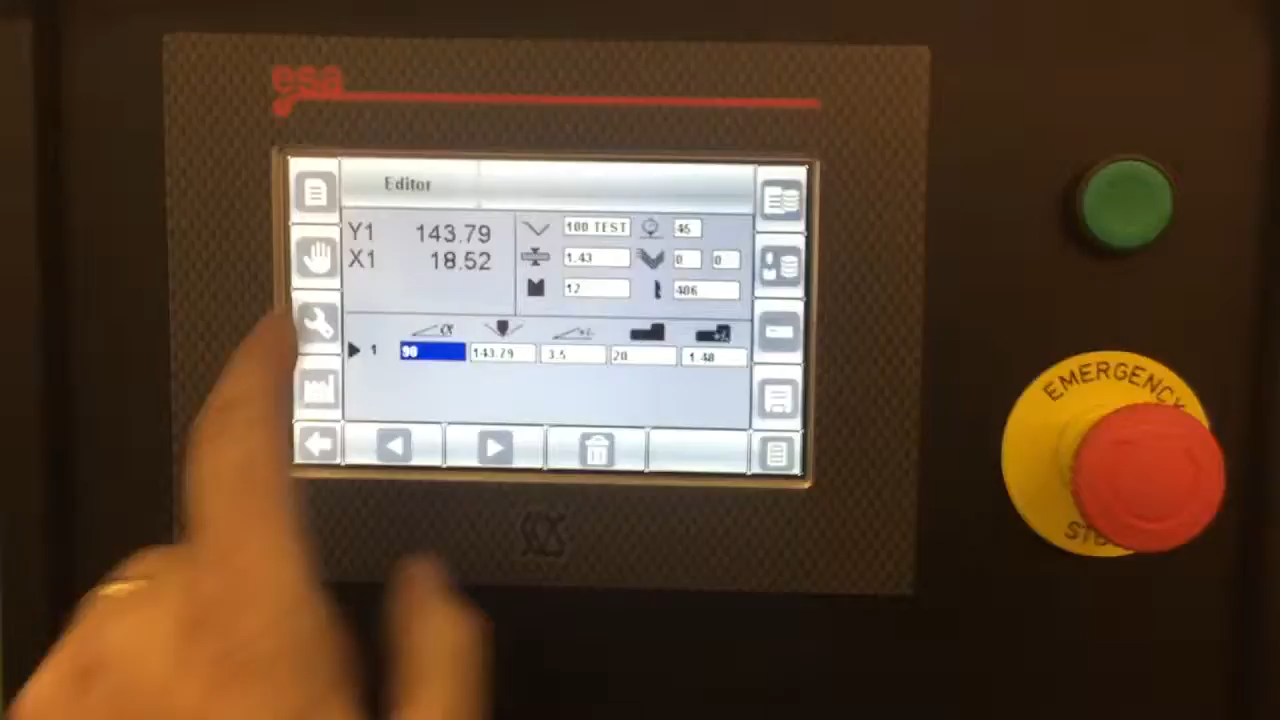 esa
Editor
Y1 143.79
X1 18.52
100 TEST 45
1.43 0 0
12 406
α +/-
1 90 143.79 3.5 20 1.48
EMERGENCY